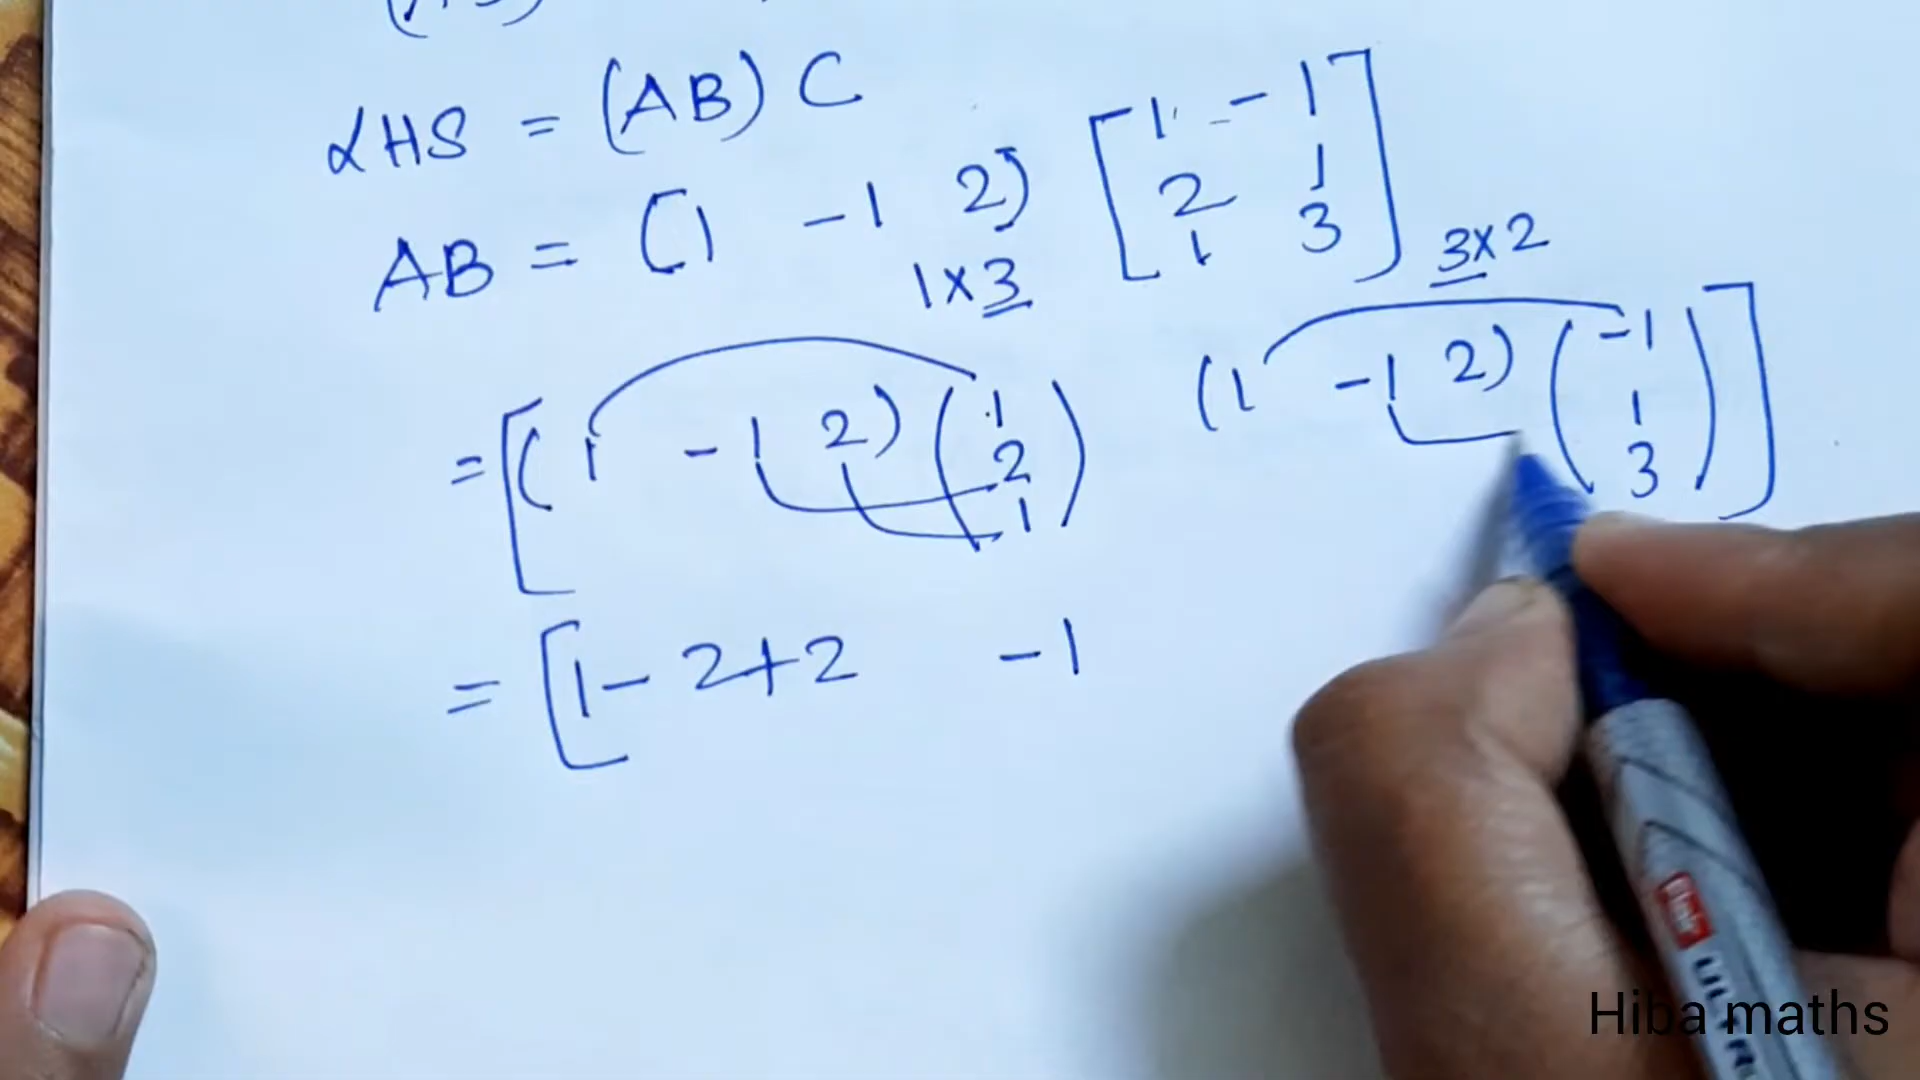 LHS = (AB) C
AB = (1 -1 2) [1 -1
2 1
1 3]
1x3 3x2
= [(1 -1 2) (1 2 1) (1 -1 2) (-1 1 3)]
= [1-2+2 -1
Flair
Hiba maths